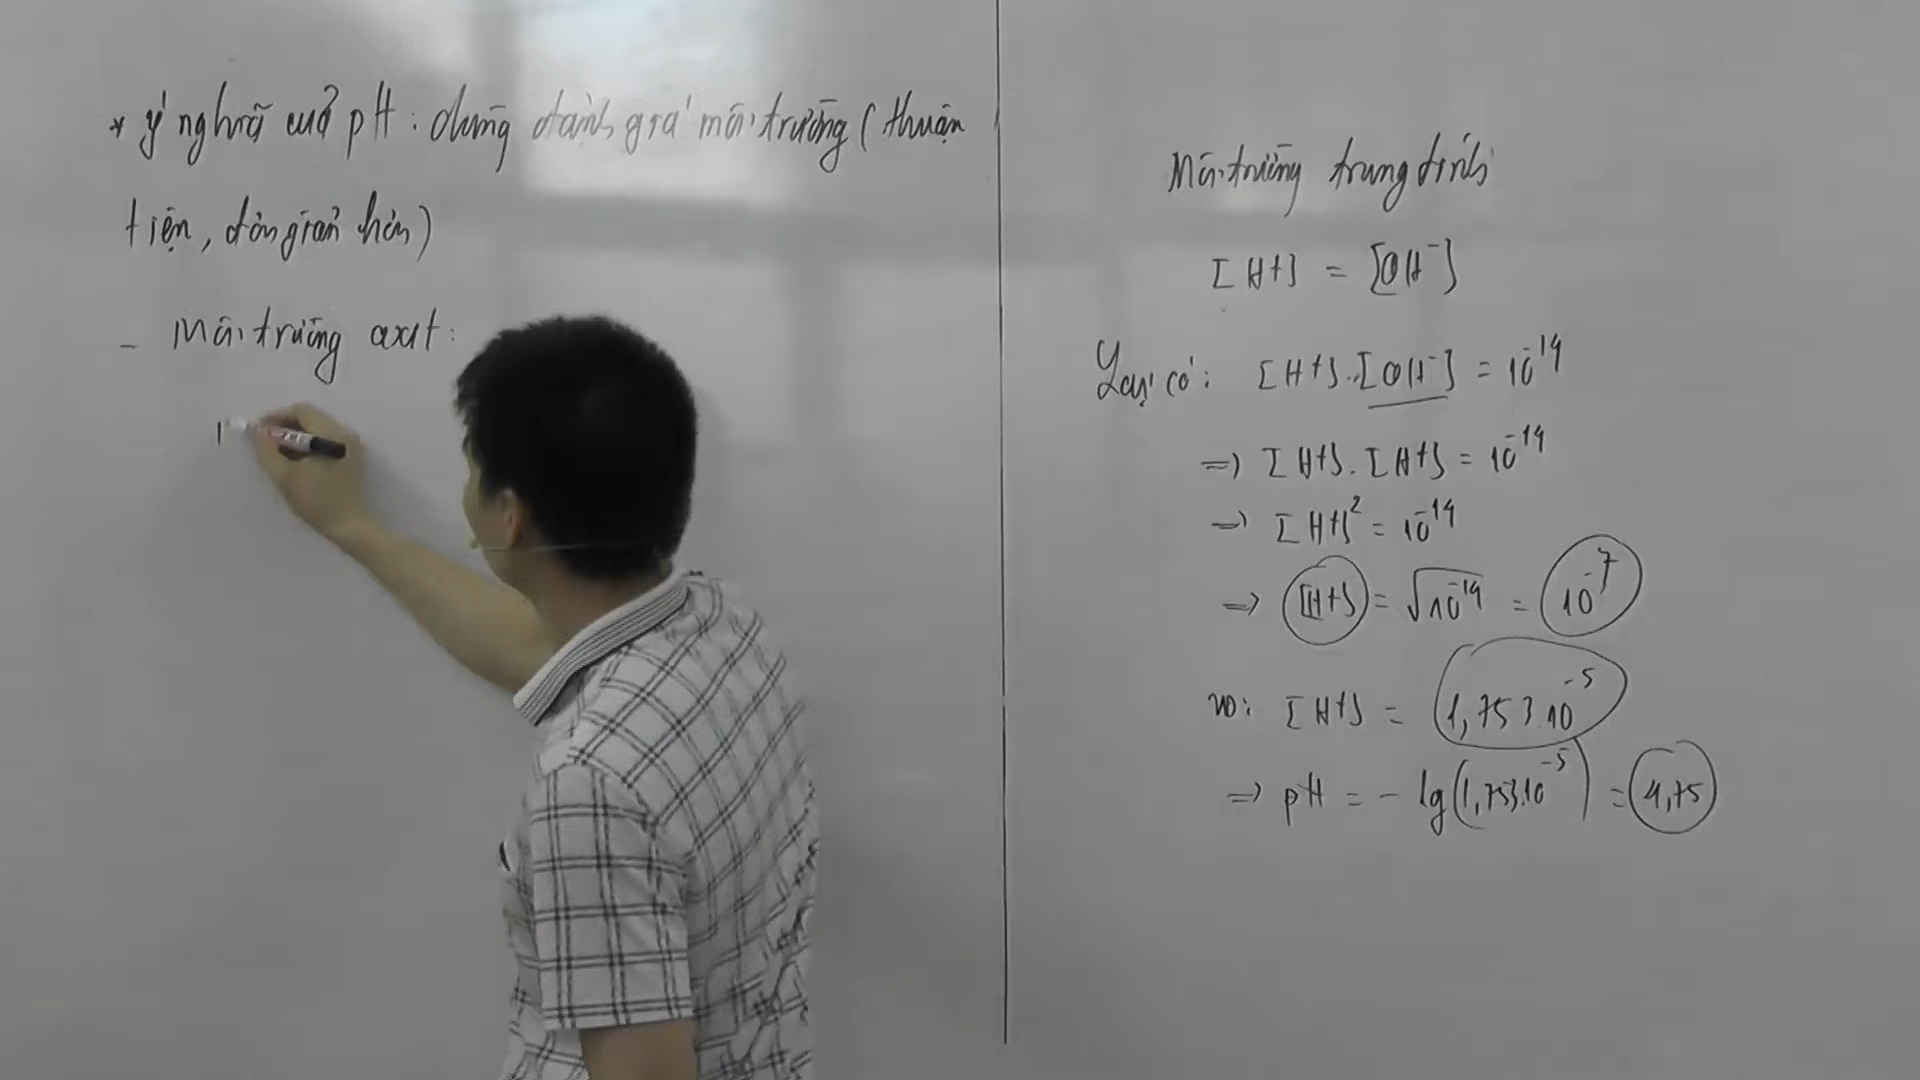 * ý nghĩa của pH : dùng đánh giá môi trường ( thuận
tiện, đơn giản hơn )
- Môi trường axit :
Môi trường trung tính
[H+] = [OH⁻]
Lại có : [H+].[OH⁻] = 10⁻¹⁴
=> [H+].[H+] = 10⁻¹⁴
=> [H+]² = 10⁻¹⁴
=> [H+] = √10⁻¹⁴ = 10⁻⁷
VD: [H+] = 1,753.10⁻⁵
=> pH = - lg(1,753.10⁻⁵) = 4,75